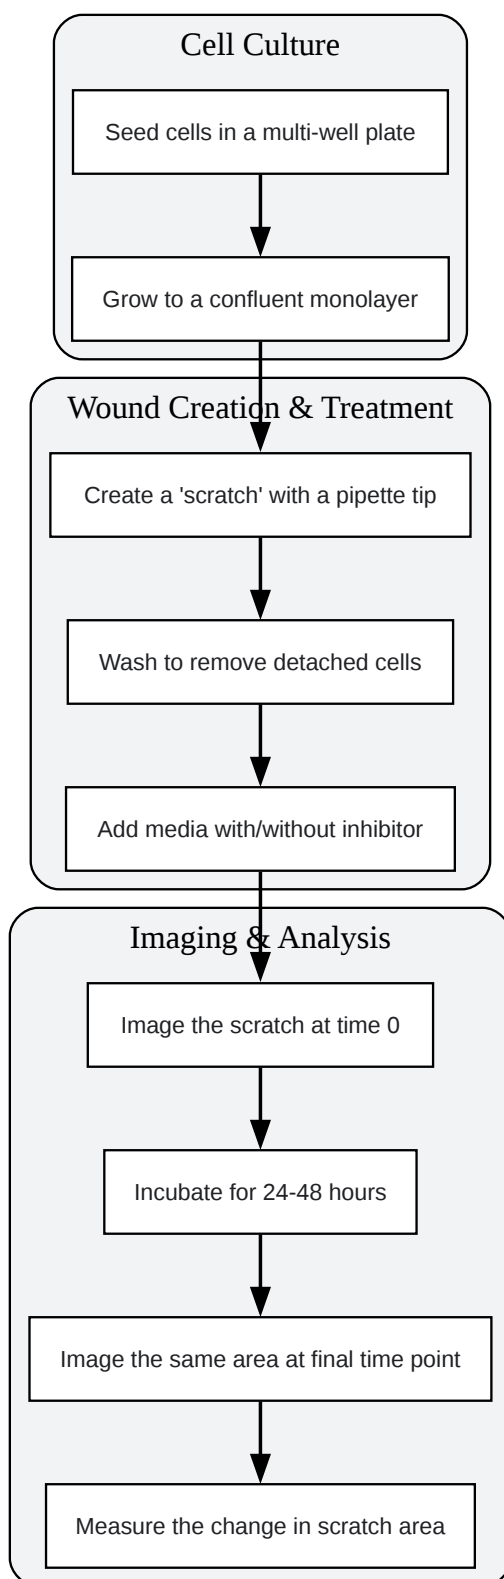 Cell Culture
Seed cells in a multi-well plate
Grow to a confluent monolayer
Wound Creation & Treatment
Create a 'scratch' with a pipette tip
Wash to remove detached cells
Add media with/without inhibitor
Imaging & Analysis
Image the scratch at time 0
Incubate for 24-48 hours
Image the same area at final time point
Measure the change in scratch area